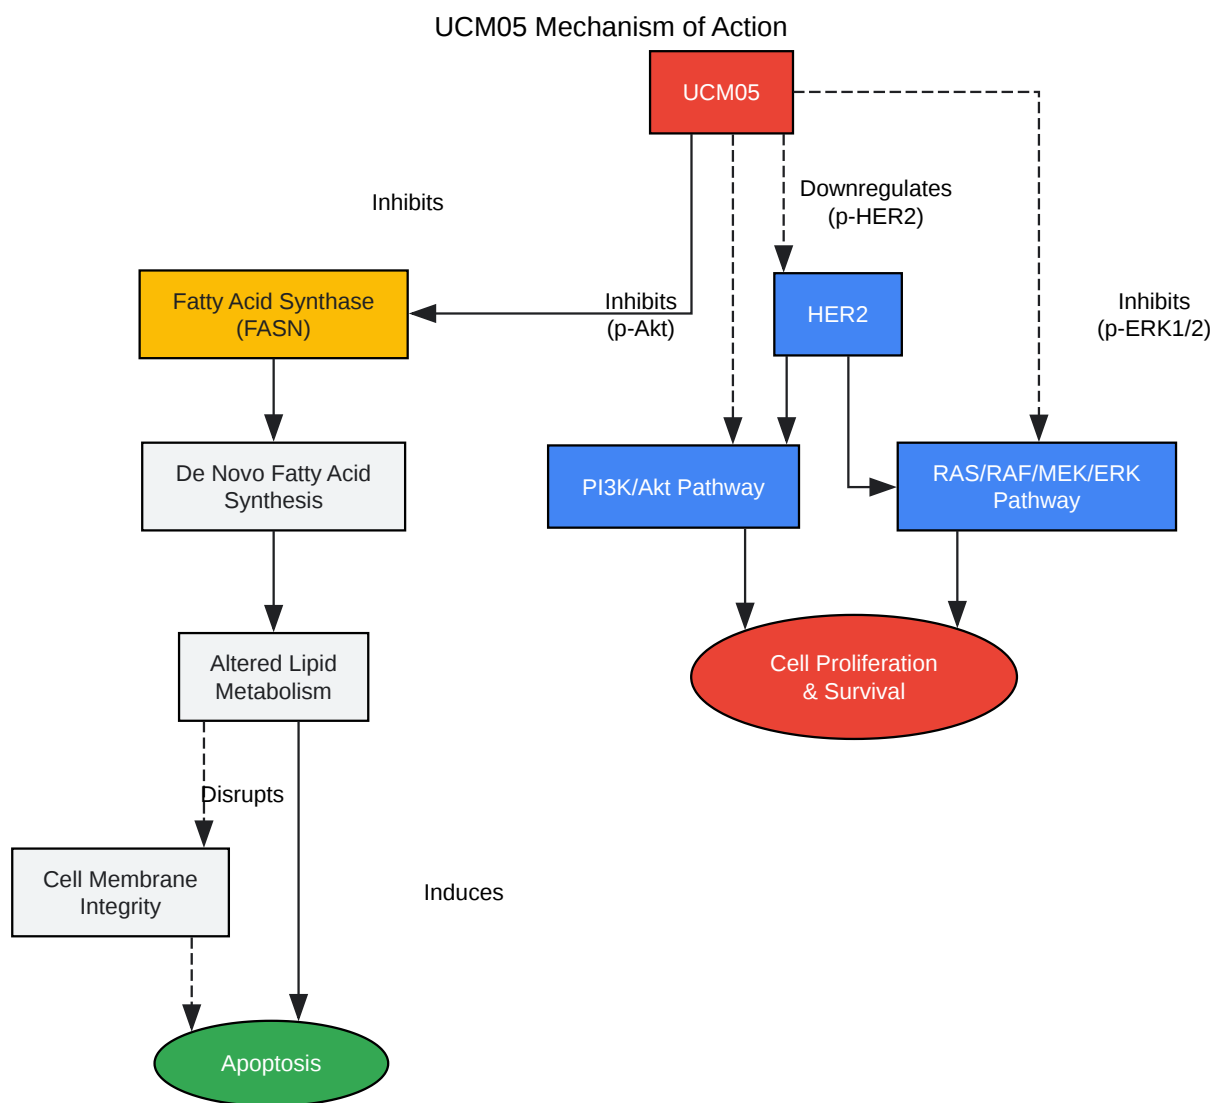 UCM05 Mechanism of Action
UCM05
Inhibits
Downregulates
(p-HER2)
Fatty Acid Synthase
(FASN)
Inhibits
(p-Akt)
HER2
Inhibits
(p-ERK1/2)
De Novo Fatty Acid
Synthesis
PI3K/Akt Pathway
RAS/RAF/MEK/ERK
Pathway
Altered Lipid
Metabolism
Cell Proliferation
& Survival
Disrupts
Cell Membrane
Integrity
Induces
Apoptosis